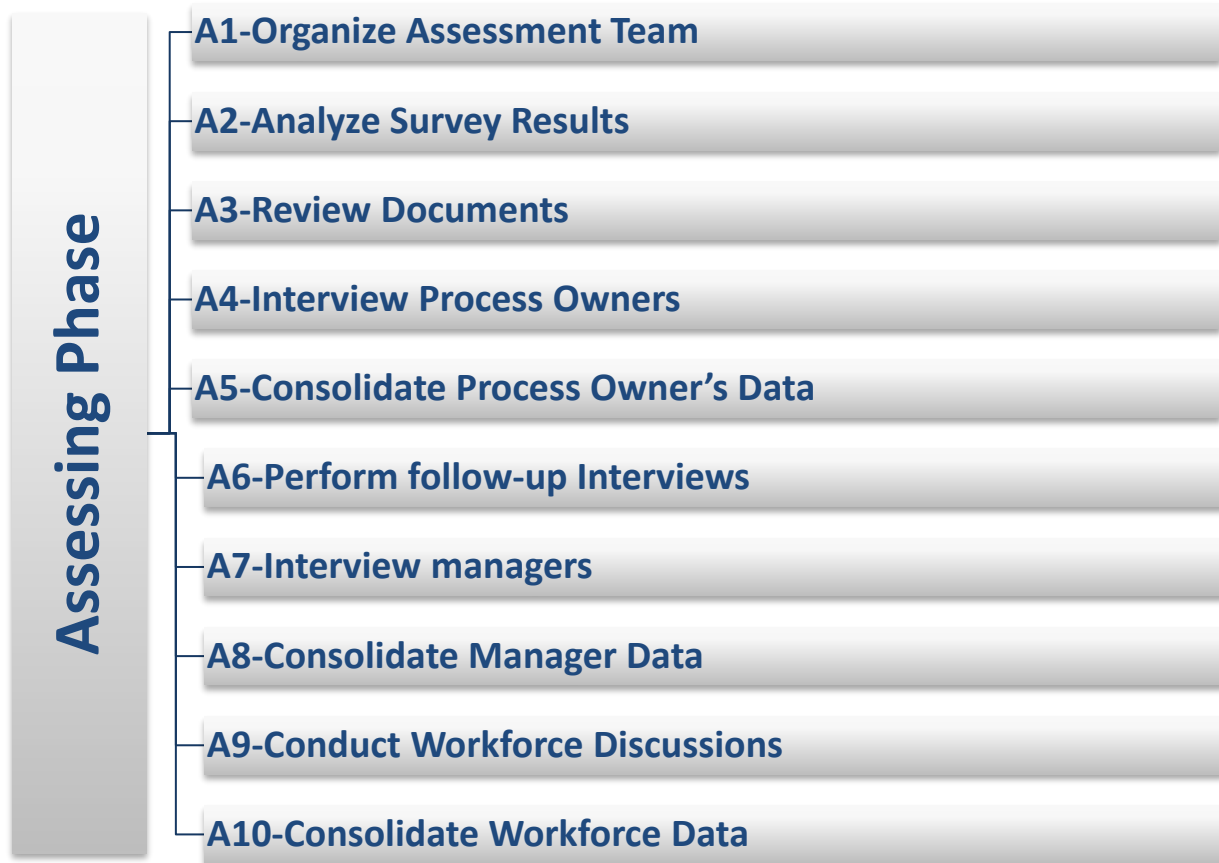 Assessing Phase
A1-Organize Assessment Team
A2-Analyze Survey Results
A3-Review Documents
A4-Interview Process Owners
A5-Consolidate Process Owner’s Data
A6-Perform follow-up Interviews
A7-Interview managers
A8-Consolidate Manager Data
A9-Conduct Workforce Discussions
A10-Consolidate Workforce Data